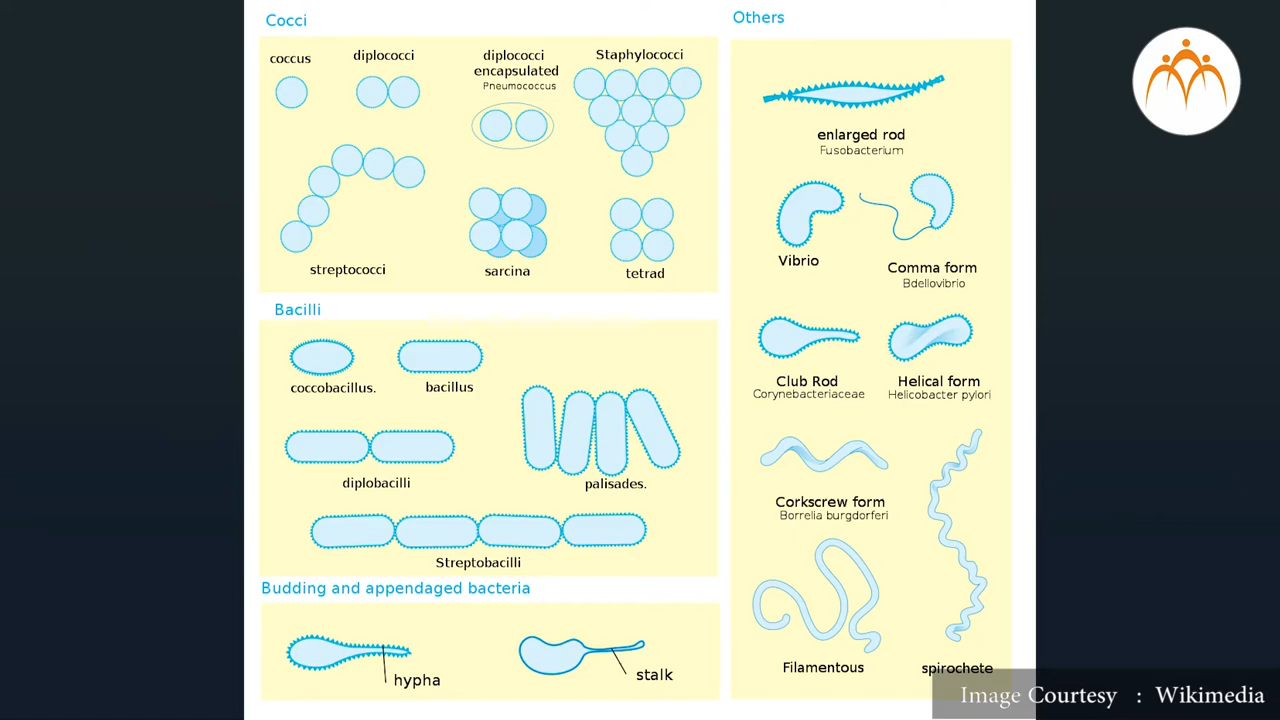 Cocci
coccus
diplococci
diplococci
encapsulated
Pneumococcus
Staphylococci
streptococci
sarcina
tetrad
Bacilli
coccobacillus.
bacillus
diplobacilli
palisades.
Streptobacilli
Budding and appendaged bacteria
hypha
stalk
Others
enlarged rod
Fusobacterium
Vibrio
Comma form
Bdellovibrio
Club Rod
Corynebacteriaceae
Helical form
Helicobacter pylori
Corkscrew form
Borrelia burgdorferi
Filamentous
spirochete
Image Courtesy : Wikimedia